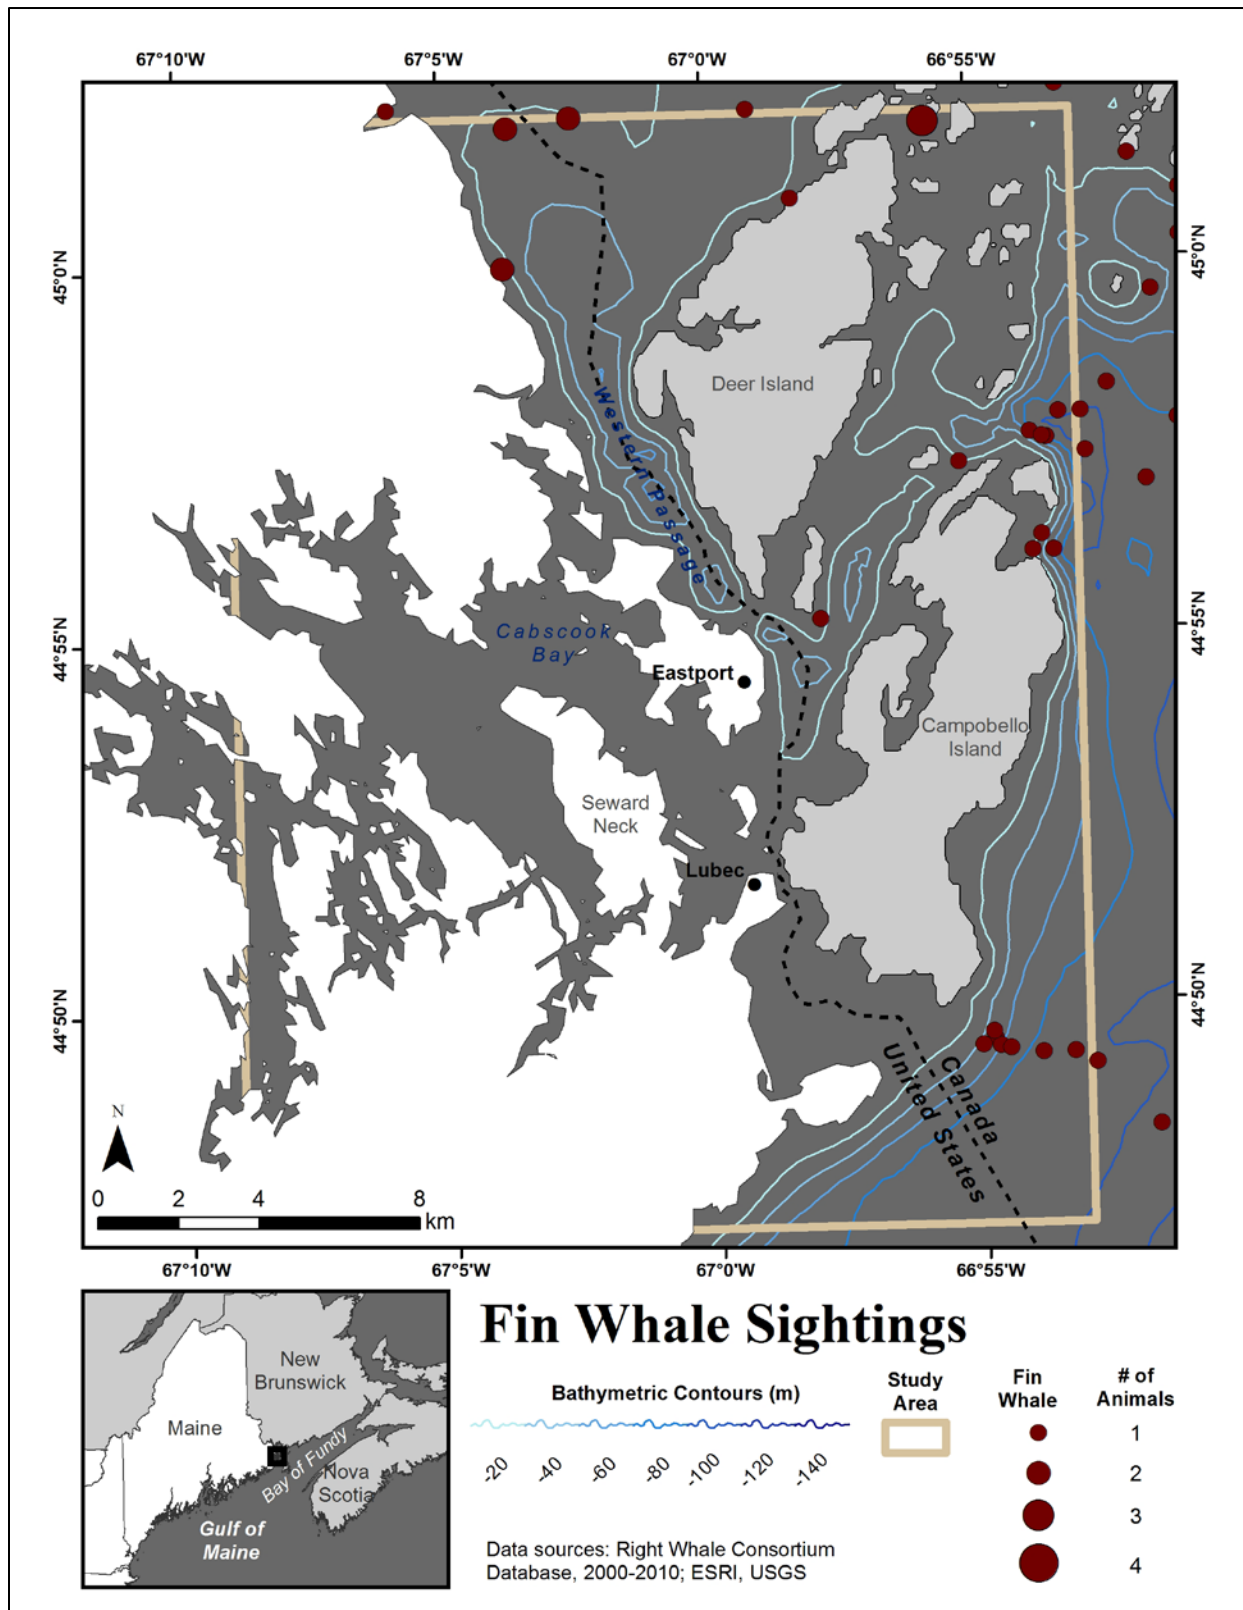 67°10'W 67°5'W 67°0'W 66°55'W
45°0'N
45°0'N
Deer Island
Western Passage
44°55'N
44°55'N
Cabscook
Bay
Eastport
Campobello
Island
Seward
Neck
Lubec
44°50'N
44°50'N
Canada
United States
N
0 2 4 8
km
67°10'W 67°5'W 67°0'W 66°55'W
New
Brunswick
Maine
Bay of Fundy
Nova
Scotia
Gulf of
Maine
Fin Whale Sightings
Bathymetric Contours (m)
-20 -40 -60 -80 -100 -120 -140
Study
Area
Fin
Whale
# of
Animals
1
2
3
4
Data sources: Right Whale Consortium
Database, 2000-2010; ESRI, USGS